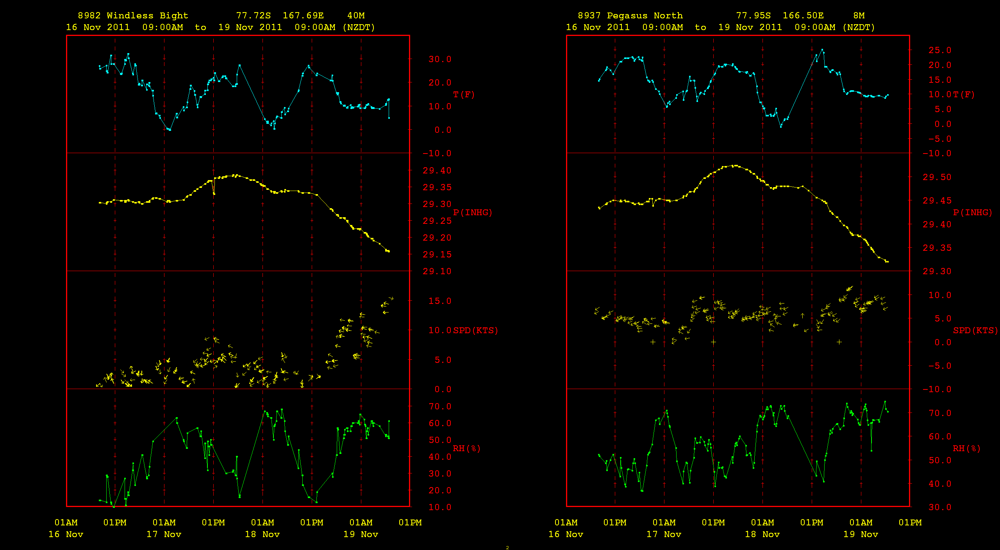 8982 Windless Bight 77.72S 167.69E 40M
16 Nov 2011 09:00AM to 19 Nov 2011 09:00AM (NZDT)
30.0
20.0
T(F)
10.0
0.0
-10.0
29.40
29.35
29.30
P(INHG)
29.25
29.20
29.15
29.10
15.0
10.0 SPD(KTS)
5.0
0.0
70.0
60.0
50.0
RH(%)
40.0
30.0
20.0
10.0
01AM 01PM 01AM 01PM 01AM 01PM 01AM 01PM
16 Nov 17 Nov 18 Nov 19 Nov
8937 Pegasus North 77.95S 166.50E 8M
16 Nov 2011 09:00AM to 19 Nov 2011 09:00AM (NZDT)
25.0
20.0
15.0
10.0 T(F)
5.0
0.0
-5.0
-10.0
29.50
29.45
P(INHG)
29.40
29.35
29.30
10.0
5.0
SPD(KTS)
0.0
-5.0
-10.0
70.0
60.0
RH(%)
50.0
40.0
30.0
01AM 01PM 01AM 01PM 01AM 01PM 01AM 01PM
16 Nov 17 Nov 18 Nov 19 Nov
2